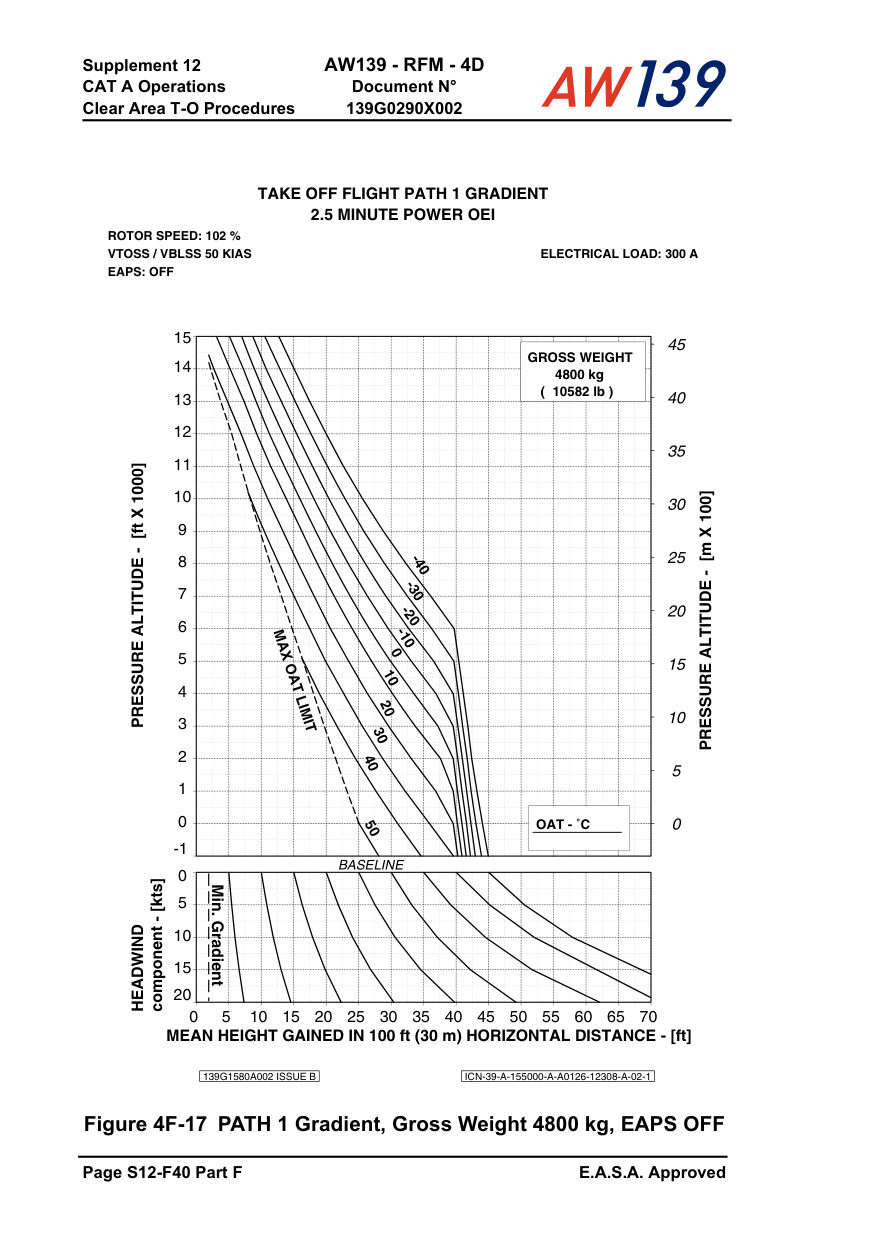 Supplement 12
CAT A Operations
Clear Area T-O Procedures
AW139 - RFM - 4D
Document N°
139G0290X002
AW139
TAKE OFF FLIGHT PATH 1 GRADIENT
2.5 MINUTE POWER OEI
ROTOR SPEED: 102 %
VTOSS / VBLSS 50 KIAS
EAPS: OFF
ELECTRICAL LOAD: 300 A
PRESSURE ALTITUDE - [ft X 1000]
15
14
13
12
11
10
9
8
7
6
5
4
3
2
1
0
-1
GROSS WEIGHT
4800 kg
( 10582 lb )
-40
-30
-20
-10
0
10
20
30
40
50
MAX OAT LIMIT
OAT - °C
45
40
35
30
25
20
15
10
5
0
PRESSURE ALTITUDE - [m X 100]
BASELINE
HEADWIND
component - [kts]
0
5
10
15
20
Min. Gradient
0 5 10 15 20 25 30 35 40 45 50 55 60 65 70
MEAN HEIGHT GAINED IN 100 ft (30 m) HORIZONTAL DISTANCE - [ft]
139G1580A002 ISSUE B
ICN-39-A-155000-A-A0126-12308-A-02-1
Figure 4F-17 PATH 1 Gradient, Gross Weight 4800 kg, EAPS OFF
Page S12-F40 Part F
E.A.S.A. Approved